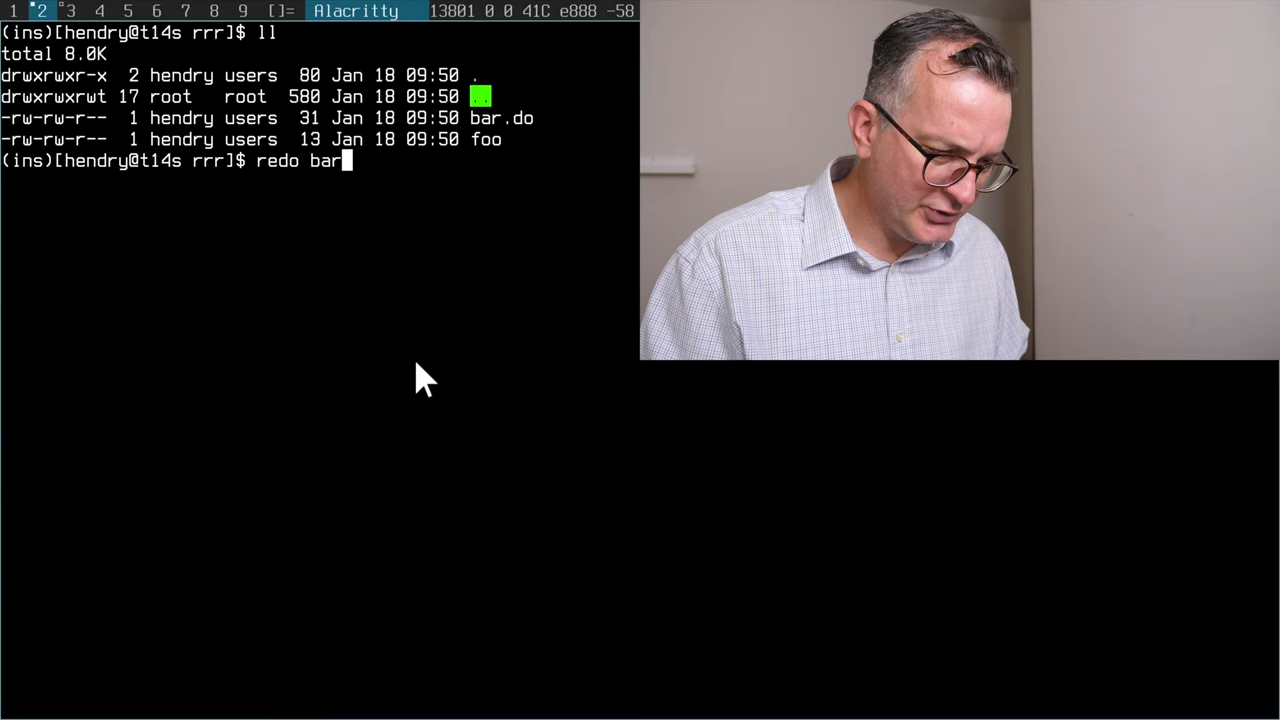 1 2 3 4 5 6 7 8 9 []= Alacritty 13801 0 0 41C e888 -58
(ins)[hendry@t14s rrr]$ ll
total 8.0K
drwxrwxr-x 2 hendry users 80 Jan 18 09:50 .
drwxrwxrwt 17 root root 580 Jan 18 09:50 ..
-rw-rw-r-- 1 hendry users 31 Jan 18 09:50 bar.do
-rw-rw-r-- 1 hendry users 13 Jan 18 09:50 foo
(ins)[hendry@t14s rrr]$ redo bar